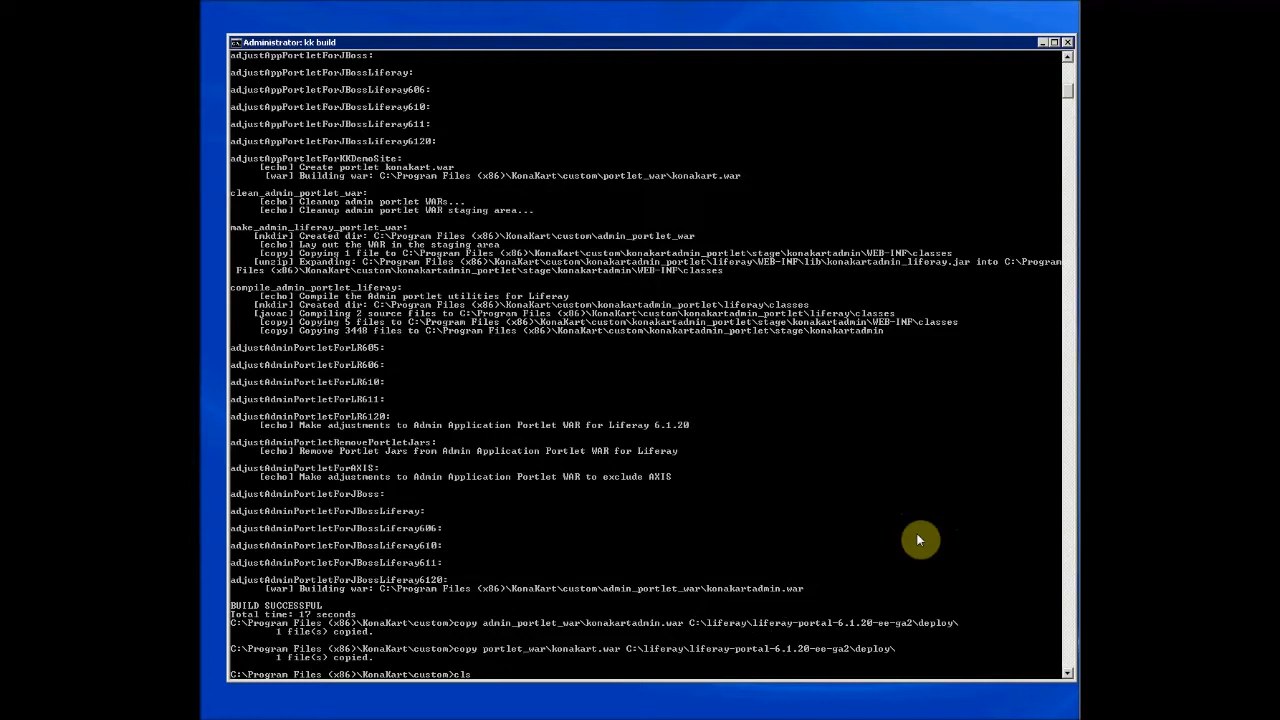 Administrator: kk build
adjustAppPortletForJBoss:
adjustAppPortletForJBossLiferay:
adjustAppPortletForJBossLiferay606:
adjustAppPortletForJBossLiferay610:
adjustAppPortletForJBossLiferay611:
adjustAppPortletForJBossLiferay6120:
adjustAppPortletForKKDemoSite:
[echo] Create portlet konakart.war
[war] Building war: C:\Program Files (x86)\KonaKart\custom\portlet_war\konakart.war
clean_admin_portlet_war:
[echo] Cleanup admin portlet WARs...
[echo] Cleanup admin portlet WAR staging area...
make_admin_liferay_portlet_war:
[mkdir] Created dir: C:\Program Files (x86)\KonaKart\custom\admin_portlet_war
[echo] Lay out the WAR in the staging area
[copy] Copying 1 file to C:\Program Files (x86)\KonaKart\custom\konakartadmin_portlet\stage\konakartadmin\WEB-INF\classes
[unzip] Expanding: C:\Program Files (x86)\KonaKart\custom\konakartadmin_portlet\liferay\WEB-INF\lib\konakartadmin_liferay.jar into C:\Program
Files (x86)\KonaKart\custom\konakartadmin_portlet\stage\konakartadmin\WEB-INF\classes
compile_admin_portlet_liferay:
[echo] Compile the Admin portlet utilities for Liferay
[mkdir] Created dir: C:\Program Files (x86)\KonaKart\custom\konakartadmin_portlet\liferay\classes
[javac] Compiling 2 source files to C:\Program Files (x86)\KonaKart\custom\konakartadmin_portlet\liferay\classes
[copy] Copying 5 files to C:\Program Files (x86)\KonaKart\custom\konakartadmin_portlet\stage\konakartadmin\WEB-INF\classes
[copy] Copying 3448 files to C:\Program Files (x86)\KonaKart\custom\konakartadmin_portlet\stage\konakartadmin
adjustAdminPortletForLR605:
adjustAdminPortletForLR606:
adjustAdminPortletForLR610:
adjustAdminPortletForLR611:
adjustAdminPortletForLR6120:
[echo] Make adjustments to Admin Application Portlet WAR for Liferay 6.1.20
adjustAdminPortletRemovePortletJars:
[echo] Remove Portlet Jars from Admin Application Portlet WAR for Liferay
adjustAdminPortletForAXIS:
[echo] Make adjustments to Admin Application Portlet WAR to exclude AXIS
adjustAdminPortletForJBoss:
adjustAdminPortletForJBossLiferay:
adjustAdminPortletForJBossLiferay606:
adjustAdminPortletForJBossLiferay610:
adjustAdminPortletForJBossLiferay611:
adjustAdminPortletForJBossLiferay6120:
[war] Building war: C:\Program Files (x86)\KonaKart\custom\admin_portlet_war\konakartadmin.war
BUILD SUCCESSFUL
Total time: 17 seconds
C:\Program Files (x86)\KonaKart\custom>copy admin_portlet_war\konakartadmin.war C:\liferay\liferay-portal-6.1.20-ee-ga2\deploy\
1 file(s) copied.
C:\Program Files (x86)\KonaKart\custom>copy portlet_war\konakart.war C:\liferay\liferay-portal-6.1.20-ee-ga2\deploy\
1 file(s) copied.
C:\Program Files (x86)\KonaKart\custom>cls